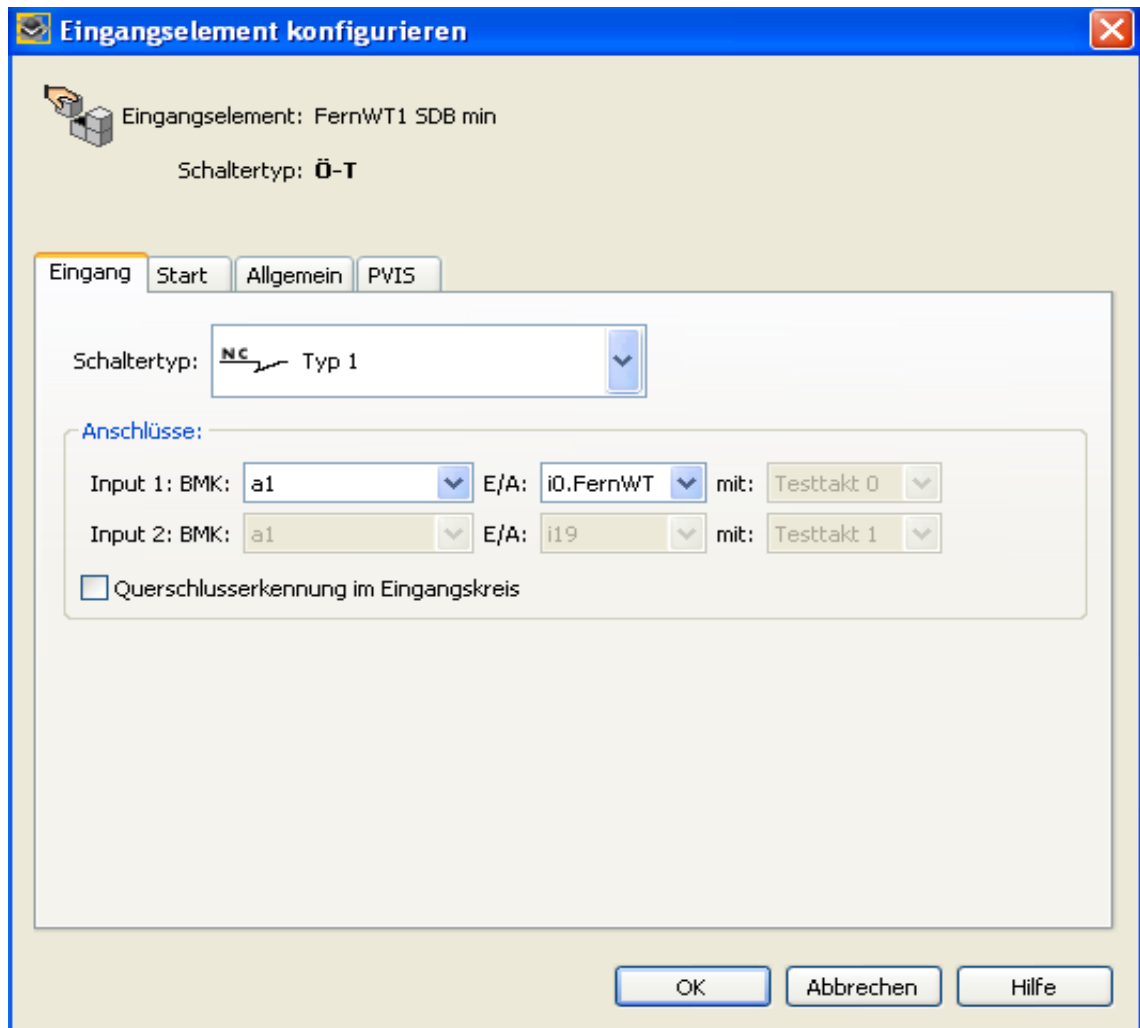 Eingangselement konfigurieren
Eingangselement: FernWT1 SDB min
Schaltertyp: Ö-T
Eingang Start Allgemein PVIS
Schaltertyp: NC Typ 1
Anschlüsse:
Input 1: BMK: a1 E/A: i0.FernWT mit: Testtakt 0
Input 2: BMK: a1 E/A: i19 mit: Testtakt 1
Querschlusserkennung im Eingangskreis
OK Abbrechen Hilfe